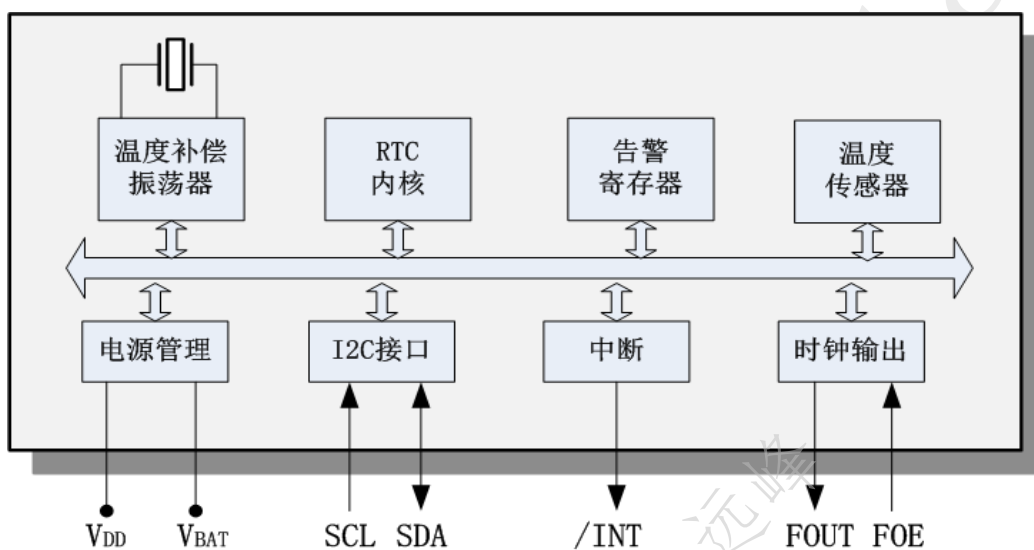 温度补偿
振荡器
RTC
内核
告警
寄存器
温度
传感器
电源管理
I2C接口
中断
时钟输出
VDD
VBAT
SCL
SDA
/INT
FOUT
FOE
远峰